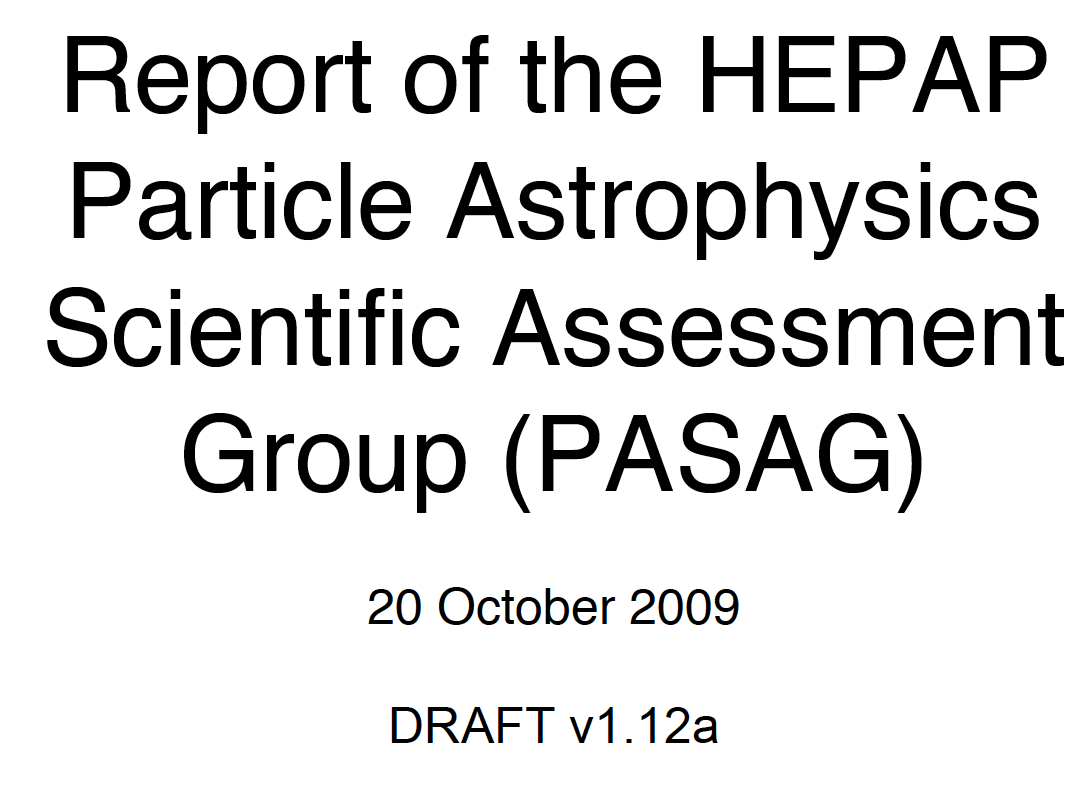 Report of the HEPAP
Particle Astrophysics
Scientific Assessment
Group (PASAG)
20 October 2009
DRAFT v1.12a